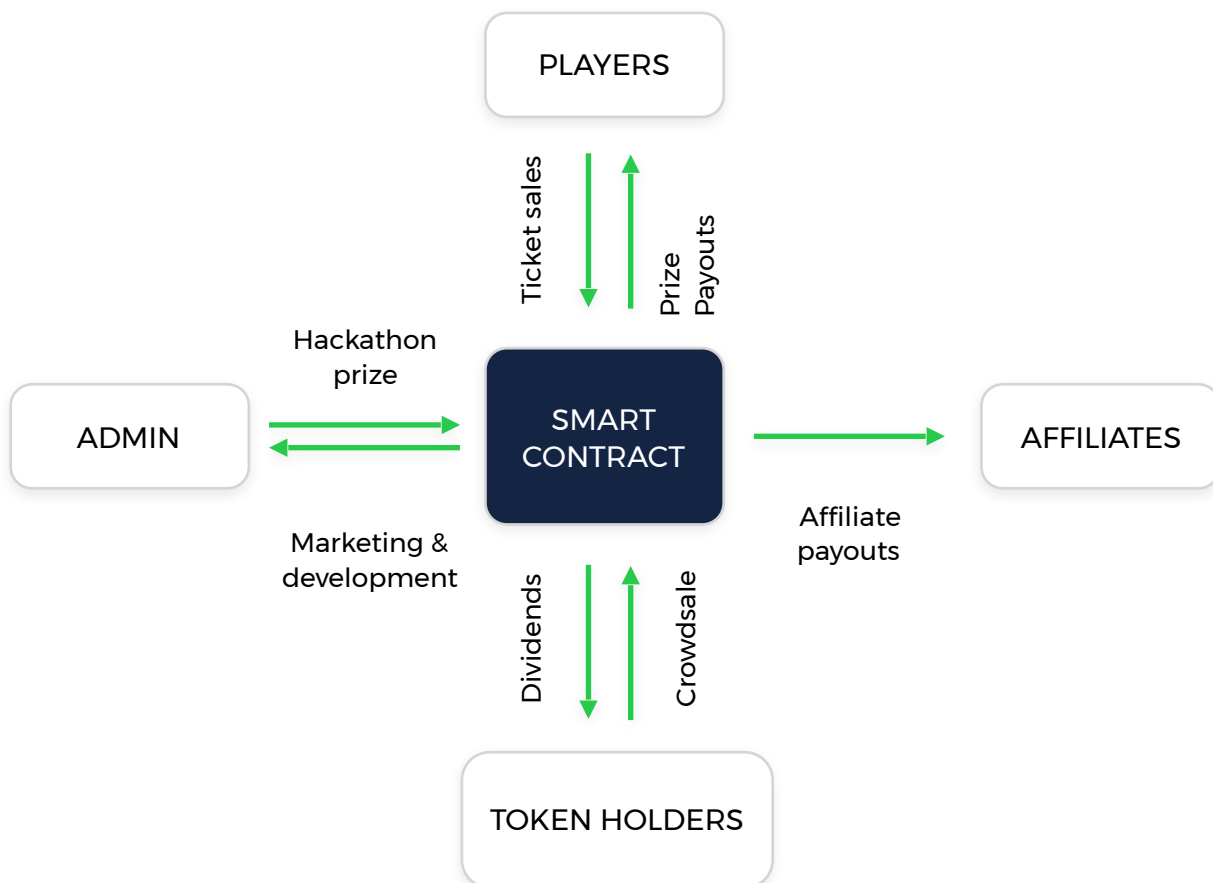 PLAYERS
Ticket sales
Prize
Payouts
Hackathon
prize
ADMIN
SMART
CONTRACT
AFFILIATES
Marketing &
development
Affiliate
payouts
Dividends
Crowdsale
TOKEN HOLDERS